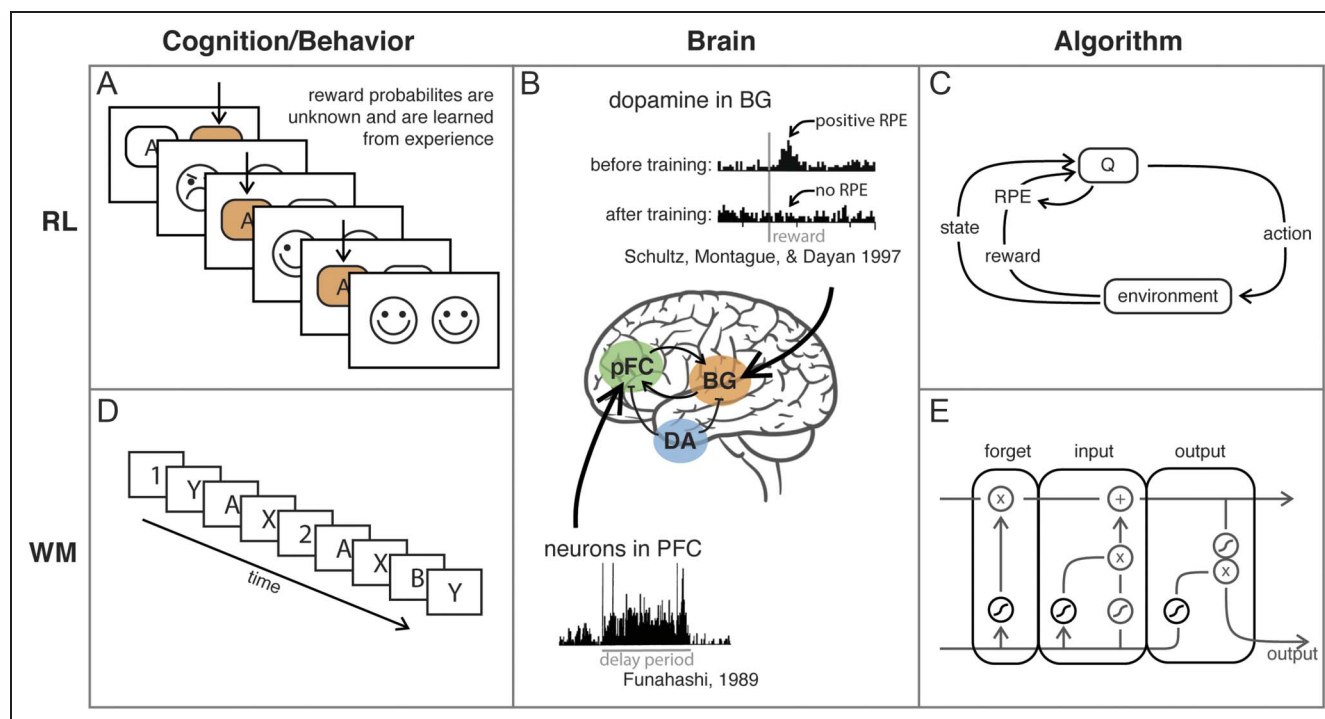 Cognition/Behavior
Brain
Algorithm
RL
WM
A
reward probabilites are
unknown and are learned
from experience
A
A
A
B
dopamine in BG
positive RPE
before training:
no RPE
after training:
reward
Schultz, Montague, & Dayan 1997
pFC
BG
DA
neurons in PFC
delay period
Funahashi, 1989
C
Q
RPE
state
action
reward
environment
D
1
Y
A
X
2
A
X
B
Y
time
E
forget
input
output
x
+
x
x
output